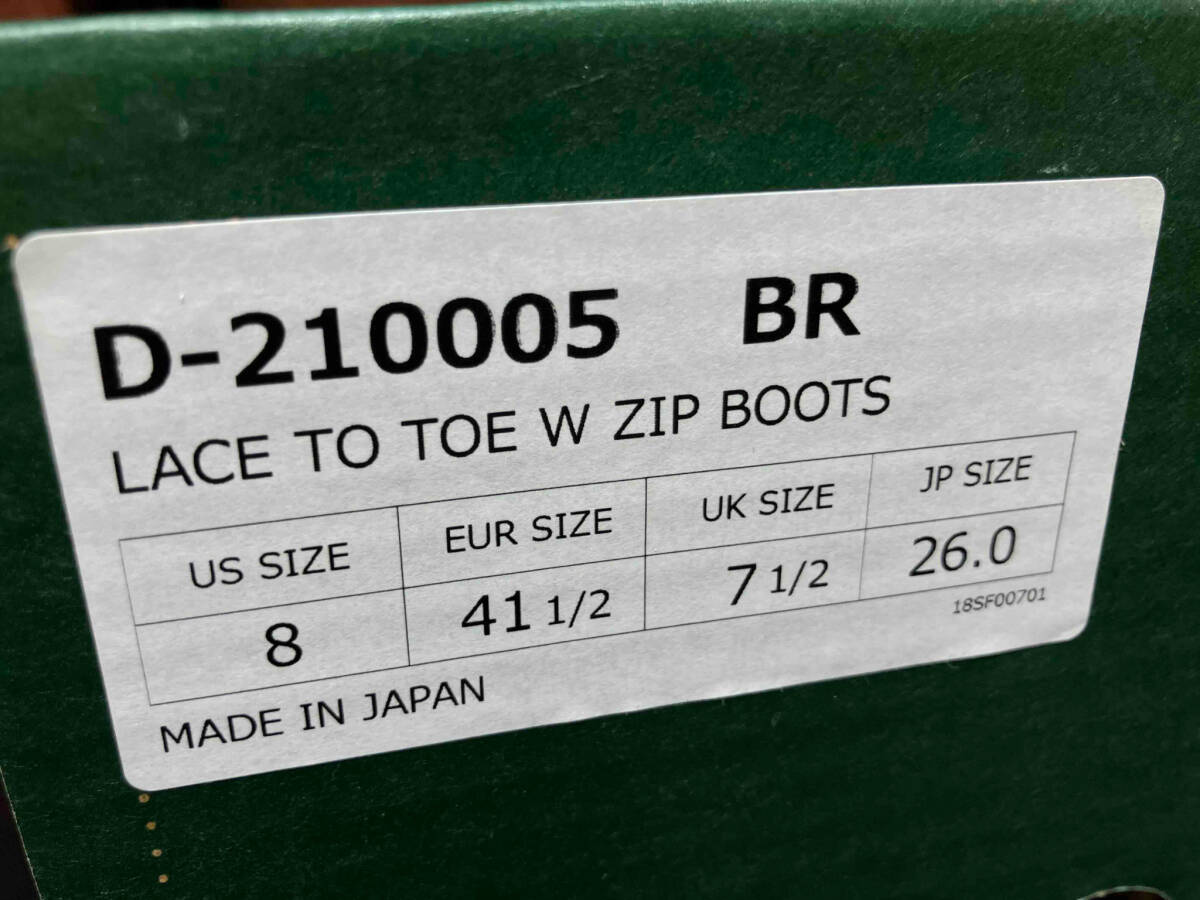 D-210005 BR
LACE TO TOE W ZIP BOOTS
US SIZE EUR SIZE UK SIZE JP SIZE
8 41 1/2 7 1/2 26.0
18SF00701
MADE IN JAPAN